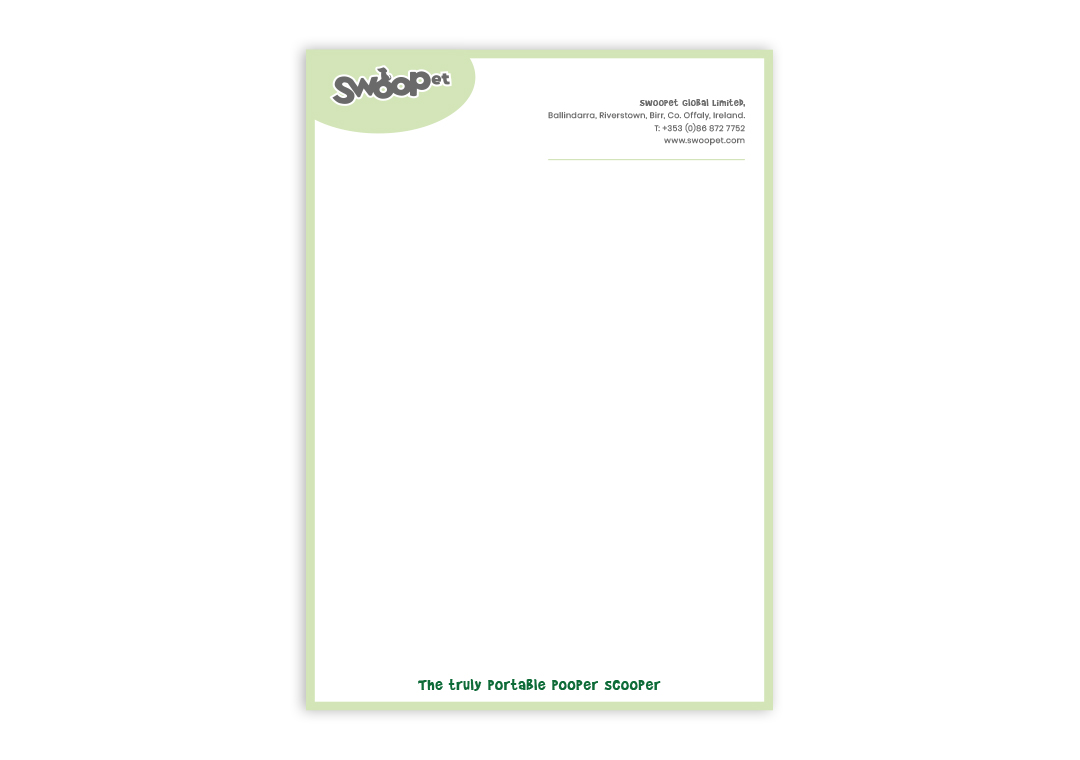 Swoopet
Swoopet Global Limited,
Ballindarra, Riverstown, Birr, Co. Offaly, Ireland.
T: +353 (0)86 872 7752
www.swoopet.com
The truly portable pooper scooper